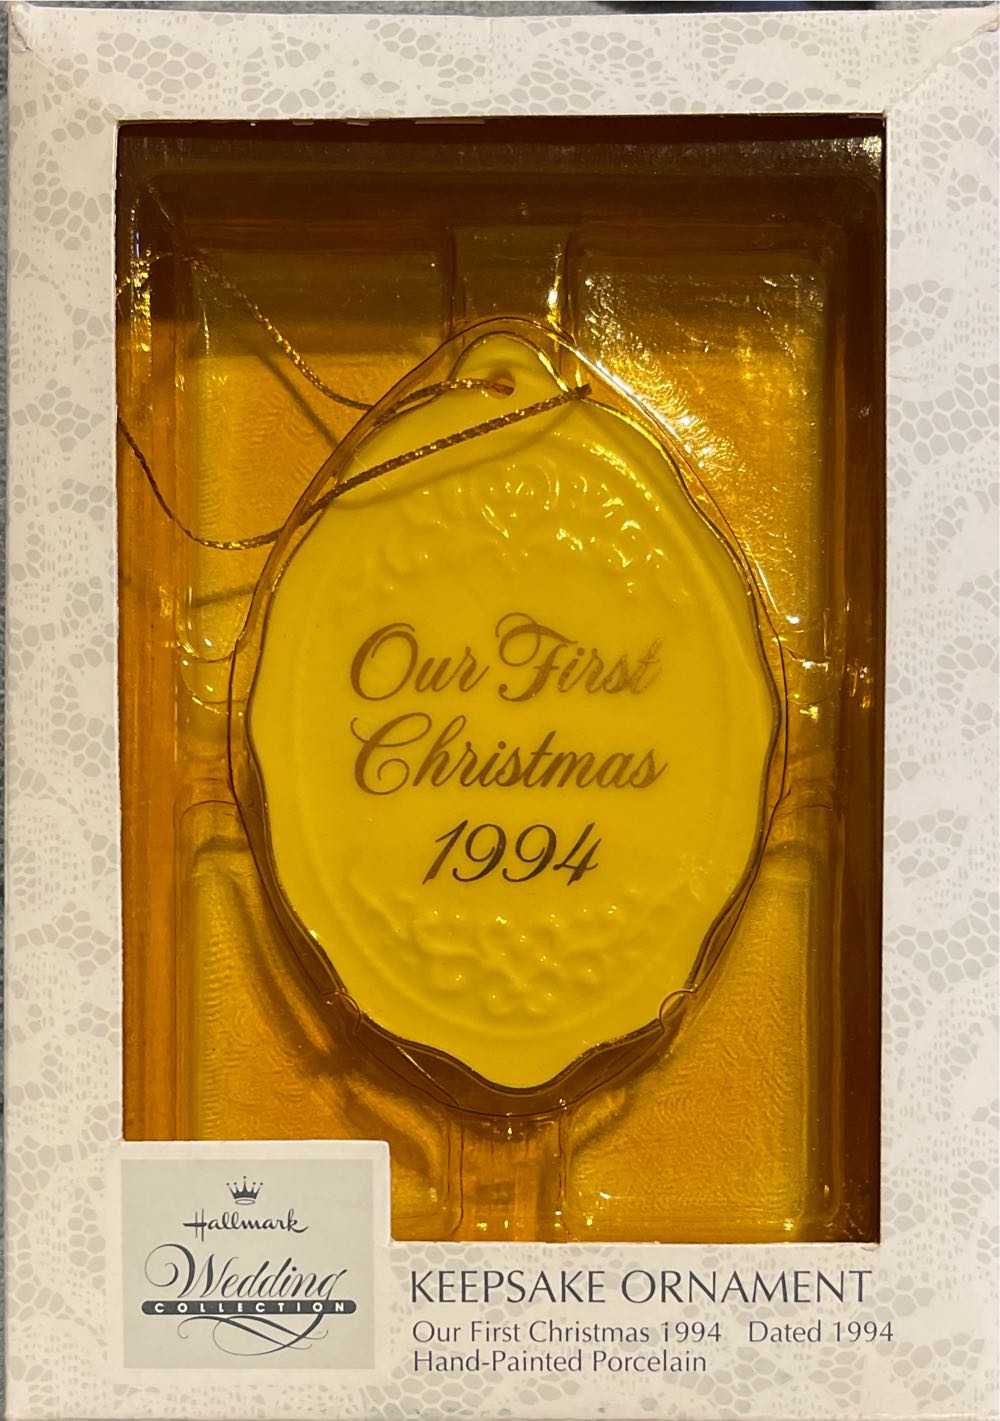 Our First
Christmas
1994
Hallmark
Wedding
COLLECTION
KEEPSAKE ORNAMENT
Our First Christmas 1994 Dated 1994
Hand-Painted Porcelain